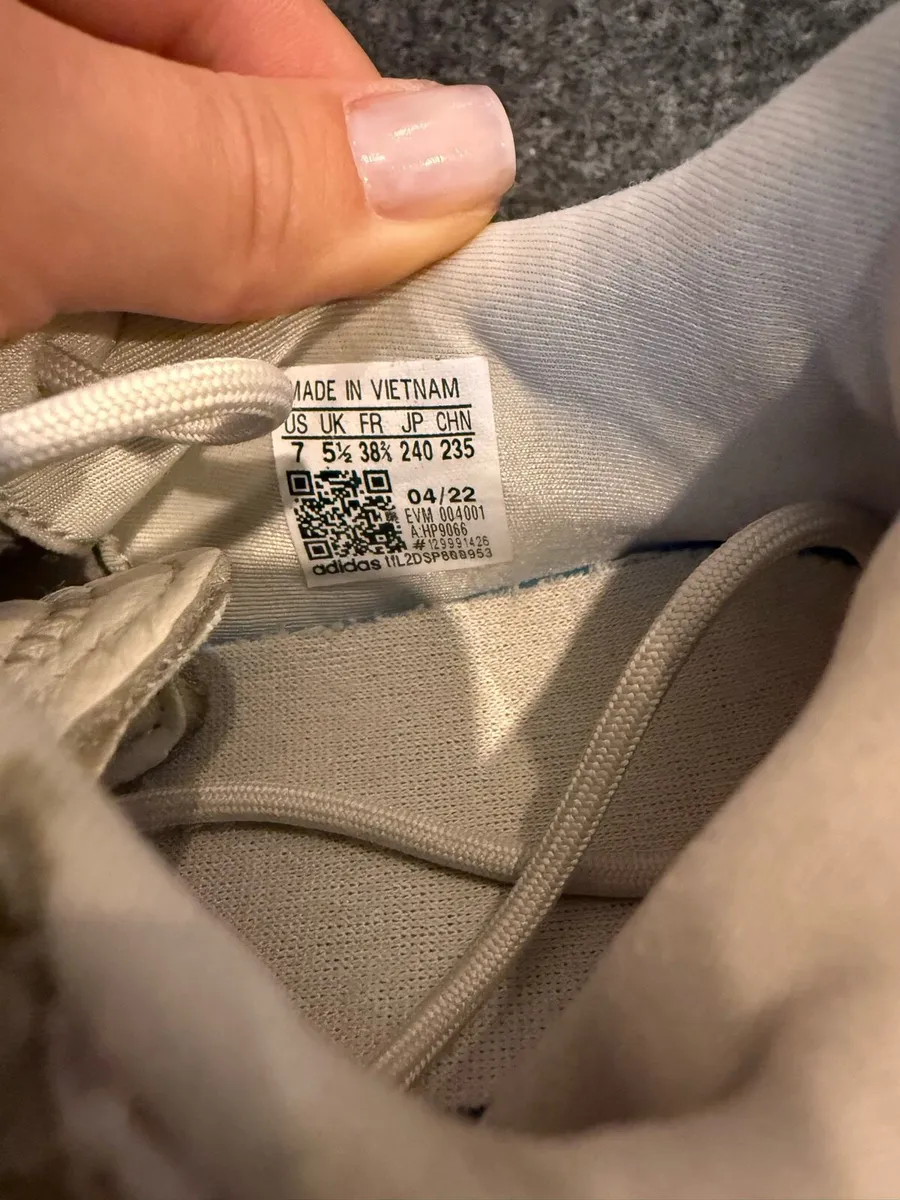 MADE IN VIETNAM
US UK FR JP CHN
7 5½ 38⅔ 240 235
04/22
EVM 004001
A:HP9066
#129991426
adidas